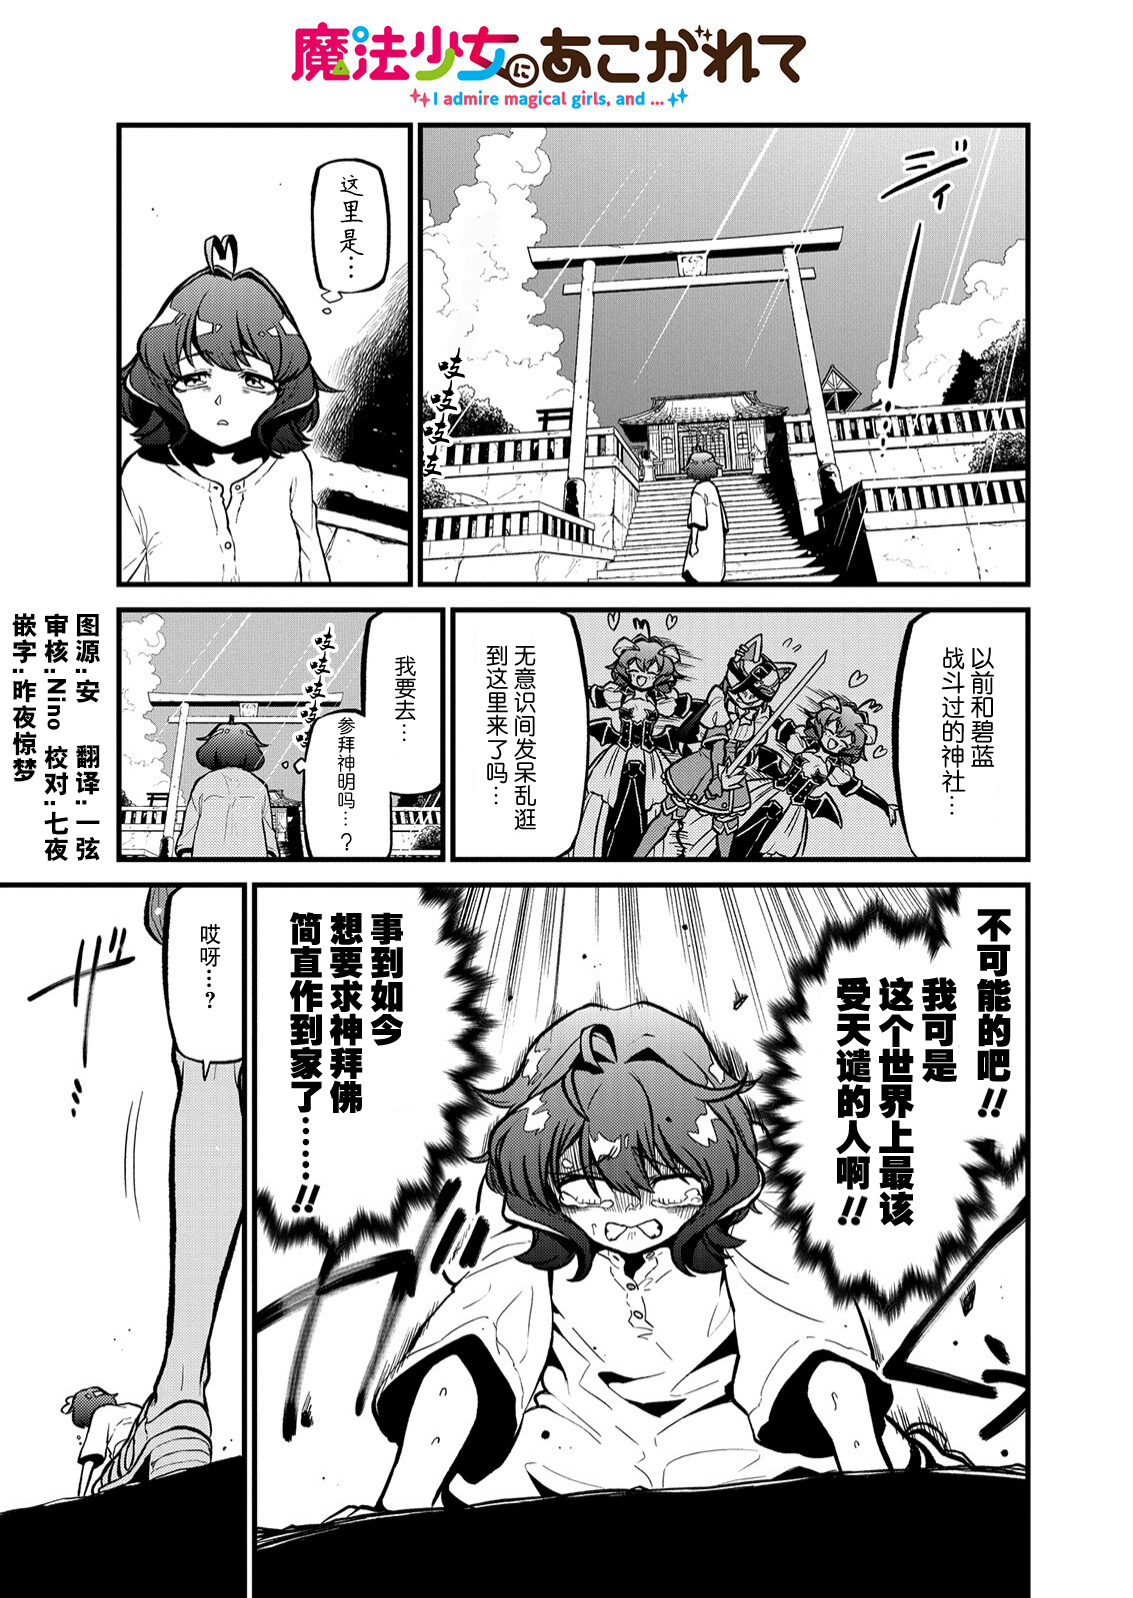 魔法少女にあこがれて
I admire magical girls, and ...
ジィ…
吱
吱
吱
吱
这里是…
以前和碧蓝
战斗过的神社…
无意识间发呆乱逛
到这里来了吗…
我要去…
参拜神明吗…?
吱
吱
吱
吱
吱
图源:安 翻译:一弦
审核:Nino 校对:七夜
嵌字:昨夜惊梦
不可能的吧!!
我可是
这个世界上最该
受天谴的人啊!!
事到如今
想要求神拜佛
简直作到家了……!!
哎呀…?